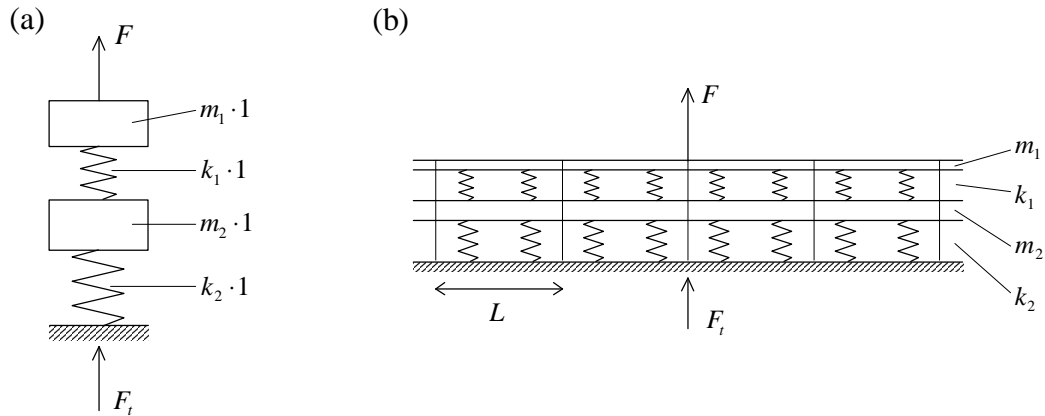 (a)
F
m₁ · 1
k₁ · 1
m₂ · 1
k₂ · 1
Fₜ
(b)
F
m₁
k₁
m₂
k₂
L
Fₜ